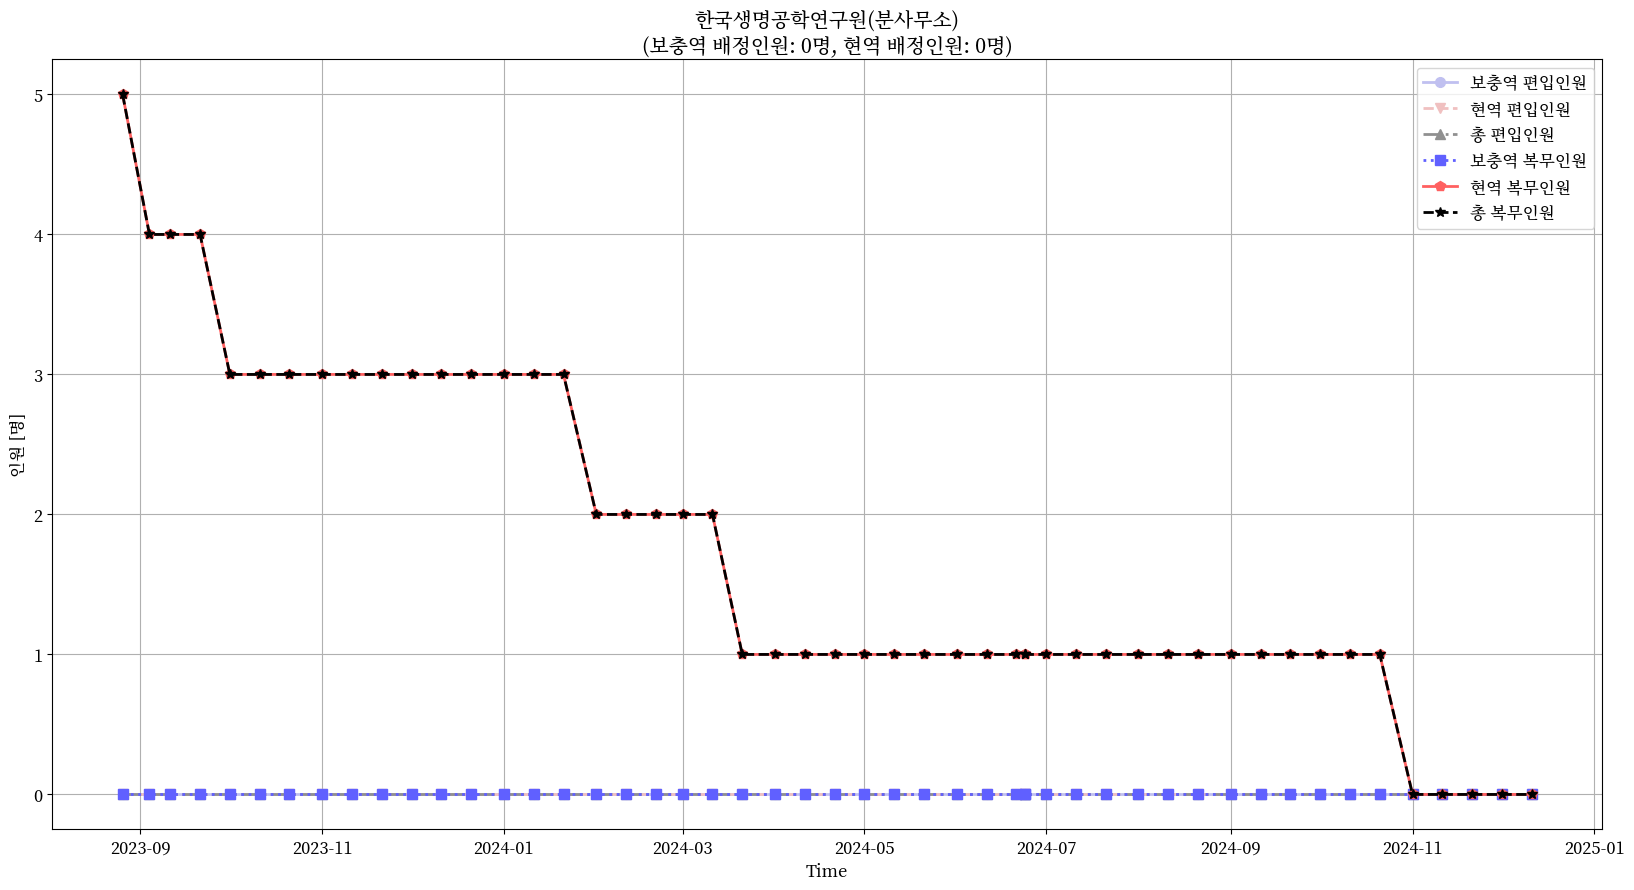 한국생명공학연구원(분사무소)
(보충역 배정인원: 0명, 현역 배정인원: 0명)
보충역 편입인원
현역 편입인원
총 편입인원
보충역 복무인원
현역 복무인원
총 복무인원
인원 [명]
5
4
3
2
1
0
2023-09
2023-11
2024-01
2024-03
2024-05
2024-07
2024-09
2024-11
2025-01
Time